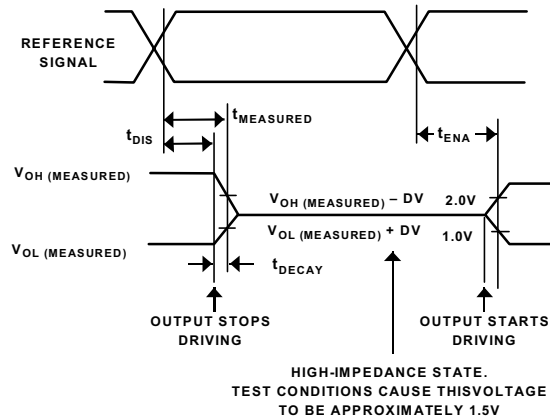 REFERENCE
SIGNAL
tMEASURED
tDIS
tENA
VOH (MEASURED)
VOH (MEASURED) – DV
2.0V
VOL (MEASURED) + DV
1.0V
VOL (MEASURED)
tDECAY
OUTPUT STOPS
DRIVING
OUTPUT STARTS
DRIVING
HIGH-IMPEDANCE STATE.
TEST CONDITIONS CAUSE THISVOLTAGE
TO BE APPROXIMATELY 1.5V